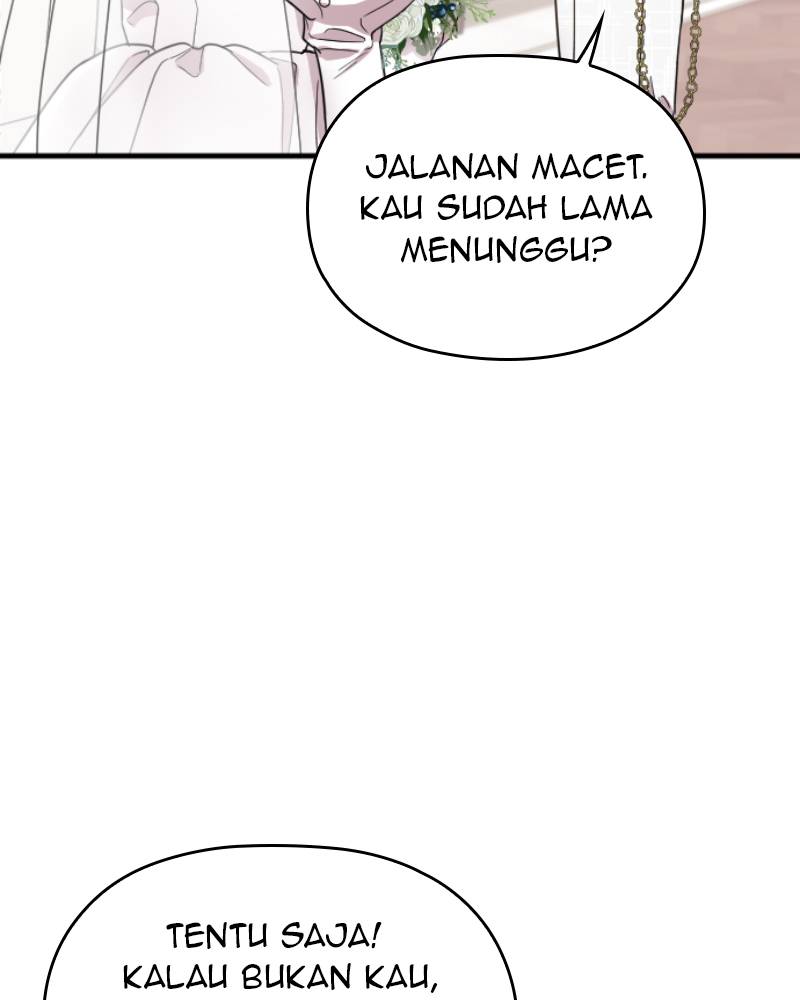 JALANAN MACET.
KAU SUDAH LAMA
MENUNGGU?
TENTU SAJA!
KALAU BUKAN KAU,